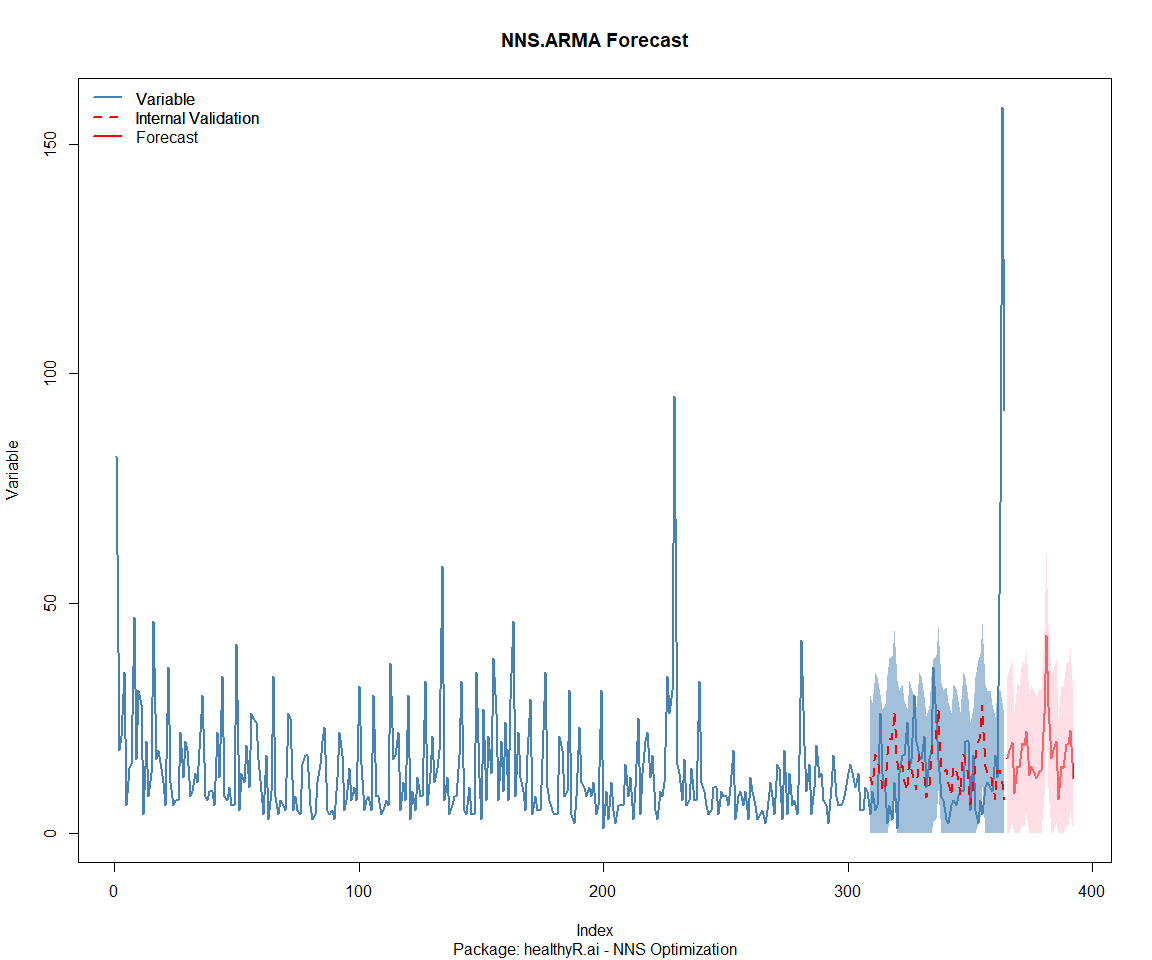 NNS.ARMA Forecast
Variable
Internal Validation
Forecast
150
100
50
0
Variable
0
100
200
300
400
Index
Package: healthyR.ai - NNS Optimization